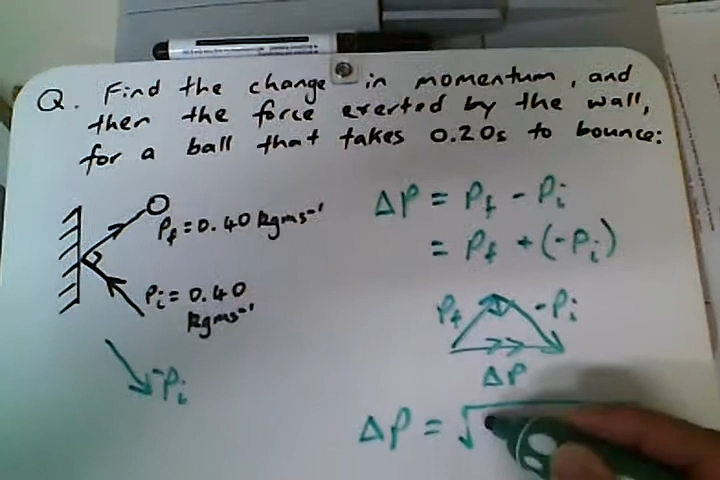 Q. Find the change in momentum, and
then the force exerted by the wall,
for a ball that takes 0.20s to bounce:
Pf = 0.40 kgms⁻¹
Pi = 0.40
kgms⁻¹
-Pi
ΔP = Pf - Pi
= Pf + (-Pi)
Pf -Pi
ΔP
ΔP = √